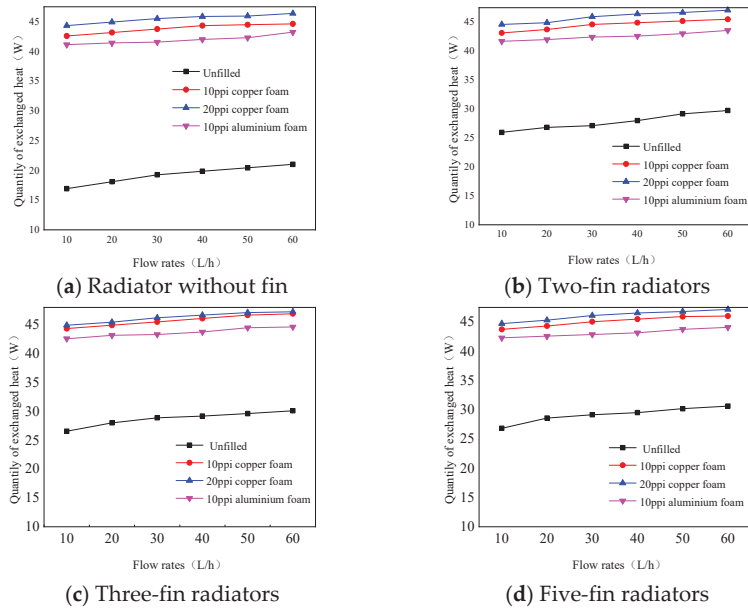 Quantily of exchanged heat（W）
45
40
35
30
25
20
15
10
Unfilled
10ppi copper foam
20ppi copper foam
10ppi aluminium foam
10 20 30 40 50 60
Flow rates（L/h）
(a) Radiator without fin
Quantily of exchanged heat（W）
45
40
35
30
25
20
15
10
Unfilled
10ppi copper foam
20ppi copper foam
10ppi aluminium foam
10 20 30 40 50 60
Flow rates（L/h）
(b) Two-fin radiators
Quantily of exchanged heat（W）
45
40
35
30
25
20
15
10
Unfilled
10ppi copper foam
20ppi copper foam
10ppi aluminium foam
10 20 30 40 50 60
Flow rates（L/h）
(c) Three-fin radiators
Quantily of exchanged heat（W）
45
40
35
30
25
20
15
10
Unfilled
10ppi copper foam
20ppi copper foam
10ppi aluminium foam
10 20 30 40 50 60
Flow rates（L/h）
(d) Five-fin radiators